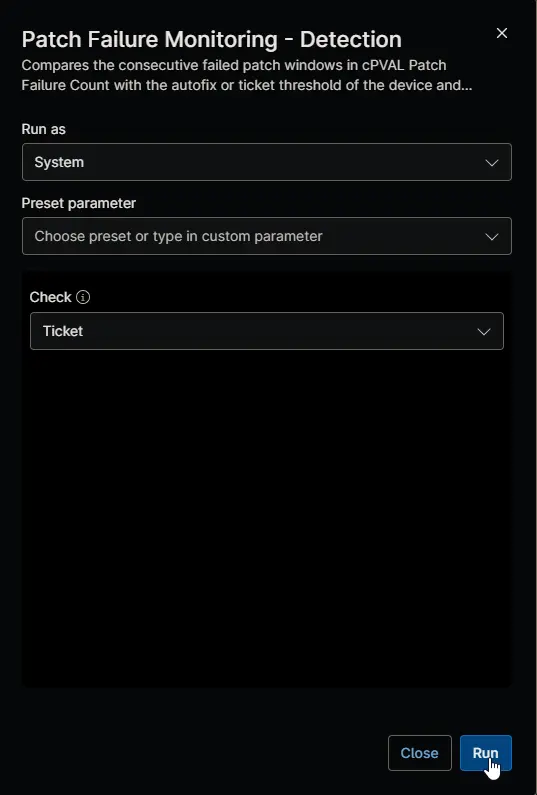 Patch Failure Monitoring - Detection
Compares the consecutive failed patch windows in cPVAL Patch
Failure Count with the autofix or ticket threshold of the device and...
Run as
System
Preset parameter
Choose preset or type in custom parameter
Check
Ticket
Close
Run